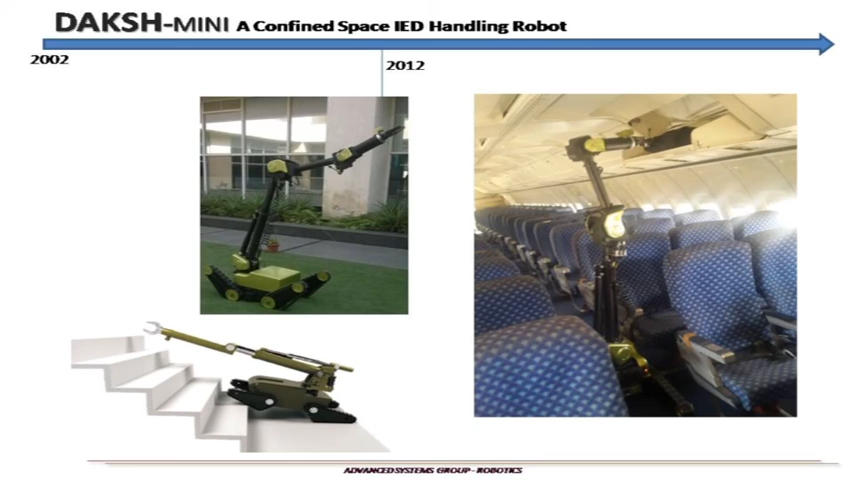 DAKSH-MINI A Confined Space IED Handling Robot
2002
2012
ADVANCED SYSTEMS GROUP - ROBOTICS